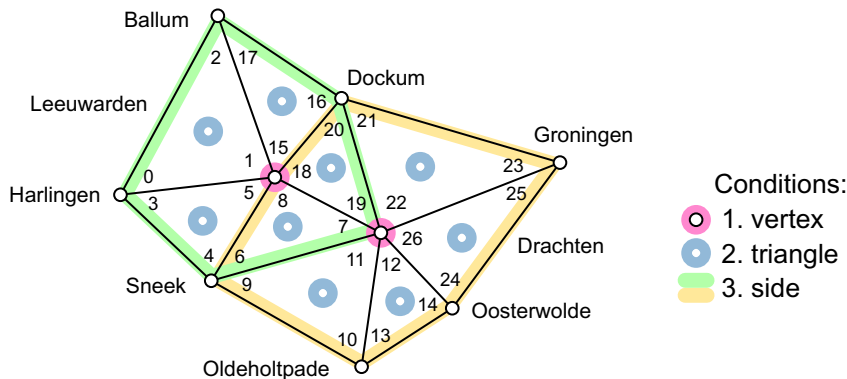 Ballum
2 17
Dockum
Leeuwarden
16 20 21
Groningen
15 1 18
23
25
Harlingen
0
3
5 8
19 22
Conditions:
1. vertex
2. triangle
3. side
7 26
Drachten
4 6
11 12
Sneek
9
24
14
Oosterwolde
10 13
Oldeholtpade